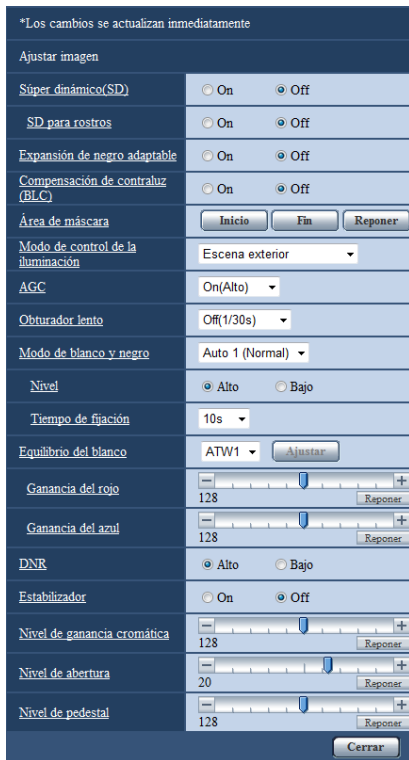 *Los cambios se actualizan inmediatamente
Ajustar imagen
Súper dinámico(SD) On Off
SD para rostros On Off
Expansión de negro adaptable On Off
Compensación de contraluz
(BLC) On Off
Área de máscara Inicio Fin Reponer
Modo de control de la
iluminación Escena exterior
AGC On(Alto)
Obturador lento Off(1/30s)
Modo de blanco y negro Auto 1 (Normal)
Nivel Alto Bajo
Tiempo de fijación 10s
Equilibrio del blanco ATW1 Ajustar
Ganancia del rojo 128 Reponer
Ganancia del azul 128 Reponer
DNR Alto Bajo
Estabilizador On Off
Nivel de ganancia cromática 128 Reponer
Nivel de abertura 20 Reponer
Nivel de pedestal 128 Reponer
Cerrar